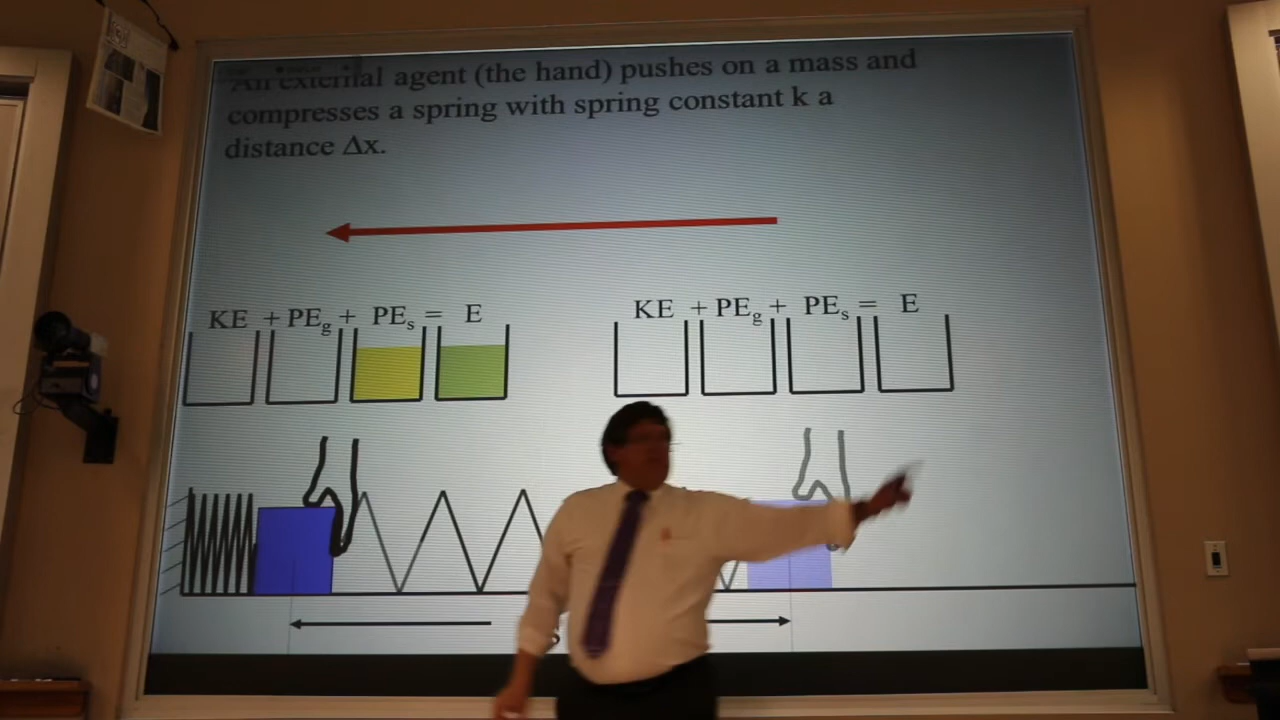 An external agent (the hand) pushes on a mass and
compresses a spring with spring constant k a
distance Δx.
KE + PEg + PEs = E
KE + PEg + PEs = E